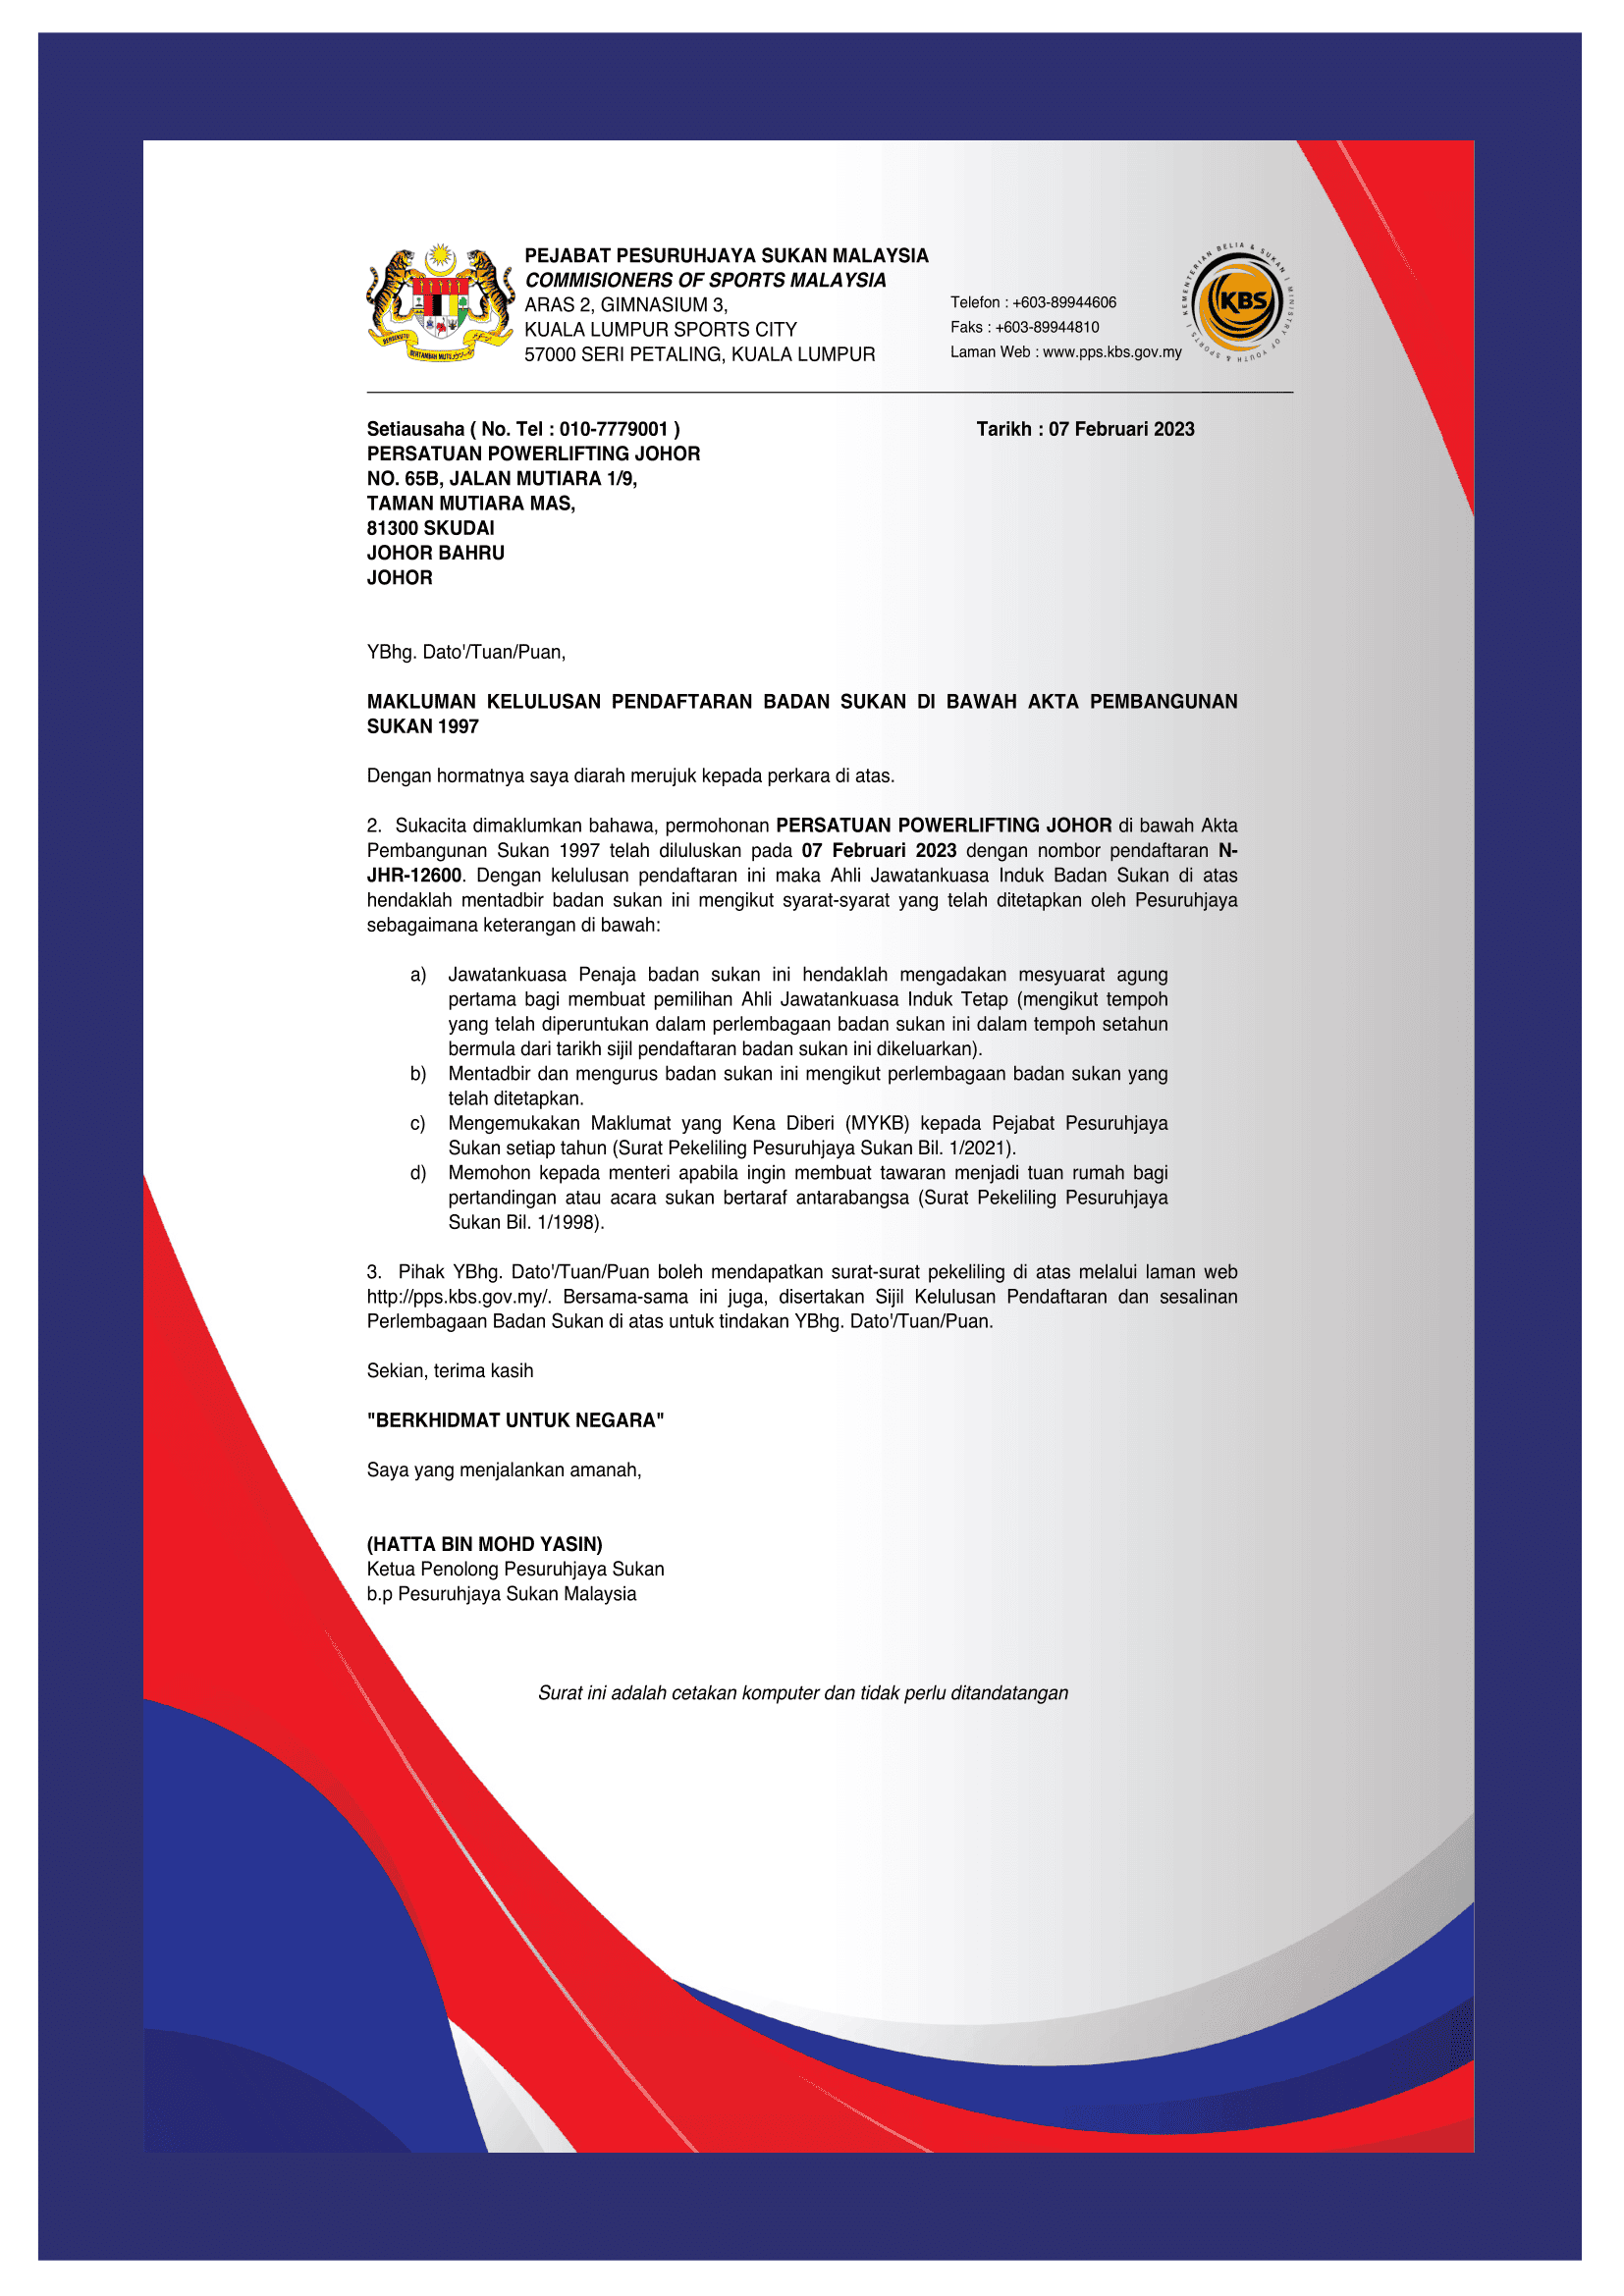 PEJABAT PESURUHJAYA SUKAN MALAYSIA
COMMISIONERS OF SPORTS MALAYSIA
ARAS 2, GIMNASIUM 3,
KUALA LUMPUR SPORTS CITY
57000 SERI PETALING, KUALA LUMPUR
Telefon : +603-89944606
Faks : +603-89944810
Laman Web : www.pps.kbs.gov.my
KEMENTERIAN BELIA & SUKAN | MINISTRY OF YOUTH & SPORTS |
KBS
BERTAMBAH MUTU
Setiausaha ( No. Tel : 010-7779001 )
Tarikh : 07 Februari 2023
PERSATUAN POWERLIFTING JOHOR
NO. 65B, JALAN MUTIARA 1/9,
TAMAN MUTIARA MAS,
81300 SKUDAI
JOHOR BAHRU
JOHOR
YBhg. Dato'/Tuan/Puan,
MAKLUMAN KELULUSAN PENDAFTARAN BADAN SUKAN DI BAWAH AKTA PEMBANGUNAN
SUKAN 1997
Dengan hormatnya saya diarah merujuk kepada perkara di atas.
2. Sukacita dimaklumkan bahawa, permohonan PERSATUAN POWERLIFTING JOHOR di bawah Akta
Pembangunan Sukan 1997 telah diluluskan pada 07 Februari 2023 dengan nombor pendaftaran N-
JHR-12600. Dengan kelulusan pendaftaran ini maka Ahli Jawatankuasa Induk Badan Sukan di atas
hendaklah mentadbir badan sukan ini mengikut syarat-syarat yang telah ditetapkan oleh Pesuruhjaya
sebagaimana keterangan di bawah:
a) Jawatankuasa Penaja badan sukan ini hendaklah mengadakan mesyuarat agung
pertama bagi membuat pemilihan Ahli Jawatankuasa Induk Tetap (mengikut tempoh
yang telah diperuntukan dalam perlembagaan badan sukan ini dalam tempoh setahun
bermula dari tarikh sijil pendaftaran badan sukan ini dikeluarkan).
b) Mentadbir dan mengurus badan sukan ini mengikut perlembagaan badan sukan yang
telah ditetapkan.
c) Mengemukakan Maklumat yang Kena Diberi (MYKB) kepada Pejabat Pesuruhjaya
Sukan setiap tahun (Surat Pekeliling Pesuruhjaya Sukan Bil. 1/2021).
d) Memohon kepada menteri apabila ingin membuat tawaran menjadi tuan rumah bagi
pertandingan atau acara sukan bertaraf antarabangsa (Surat Pekeliling Pesuruhjaya
Sukan Bil. 1/1998).
3. Pihak YBhg. Dato'/Tuan/Puan boleh mendapatkan surat-surat pekeliling di atas melalui laman web
http://pps.kbs.gov.my/. Bersama-sama ini juga, disertakan Sijil Kelulusan Pendaftaran dan sesalinan
Perlembagaan Badan Sukan di atas untuk tindakan YBhg. Dato'/Tuan/Puan.
Sekian, terima kasih
"BERKHIDMAT UNTUK NEGARA"
Saya yang menjalankan amanah,
(HATTA BIN MOHD YASIN)
Ketua Penolong Pesuruhjaya Sukan
b.p Pesuruhjaya Sukan Malaysia
Surat ini adalah cetakan komputer dan tidak perlu ditandatangan